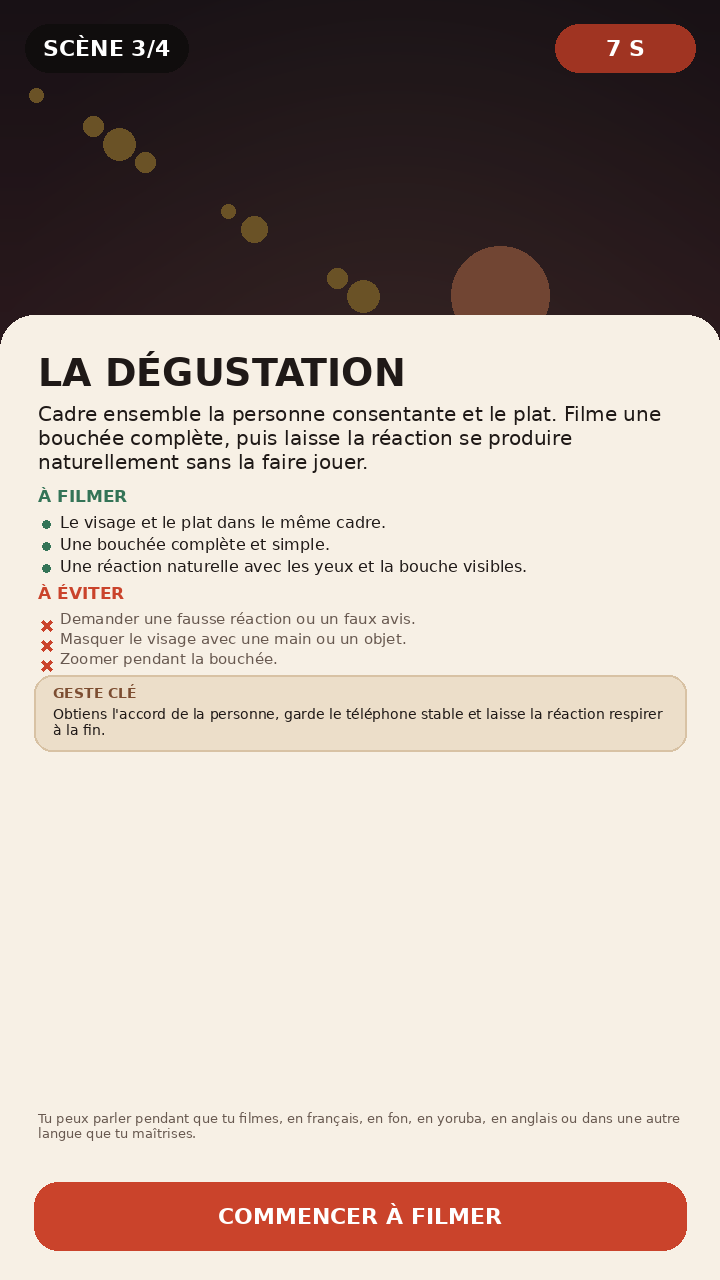 SCÈNE 3/4
7 S
LA DÉGUSTATION
Cadre ensemble la personne consentante et le plat. Filme une
bouchée complète, puis laisse la réaction se produire
naturellement sans la faire jouer.
À FILMER
Le visage et le plat dans le même cadre.
Une bouchée complète et simple.
Une réaction naturelle avec les yeux et la bouche visibles.
À ÉVITER
Demander une fausse réaction ou un faux avis.
Masquer le visage avec une main ou un objet.
Zoomer pendant la bouchée.
GESTE CLÉ
Obtiens l'accord de la personne, garde le téléphone stable et laisse la réaction respirer
à la fin.
Tu peux parler pendant que tu filmes, en français, en fon, en yoruba, en anglais ou dans une autre
langue que tu maîtrises.
COMMENCER À FILMER